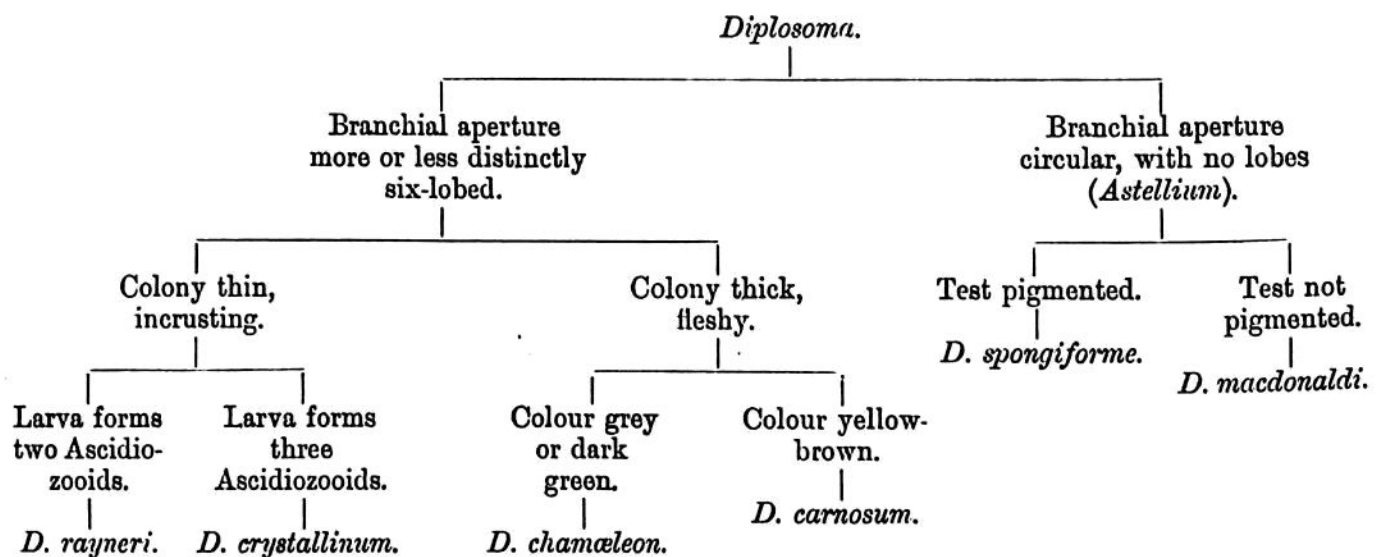 Diplosoma.
Branchial aperture
more or less distinctly
six-lobed.
Branchial aperture
circular, with no lobes
(Astellium).
Colony thin,
incrusting.
Colony thick,
fleshy.
Test pigmented.
D. spongiforme.
Test not
pigmented.
D. macdonaldi.
Larva forms
two Ascidio-
zooids.
D. rayneri.
Larva forms
three
Ascidiozooids.
D. crystallinum.
Colour grey
or dark
green.
D. chamæleon.
Colour yellow-
brown.
D. carnosum.